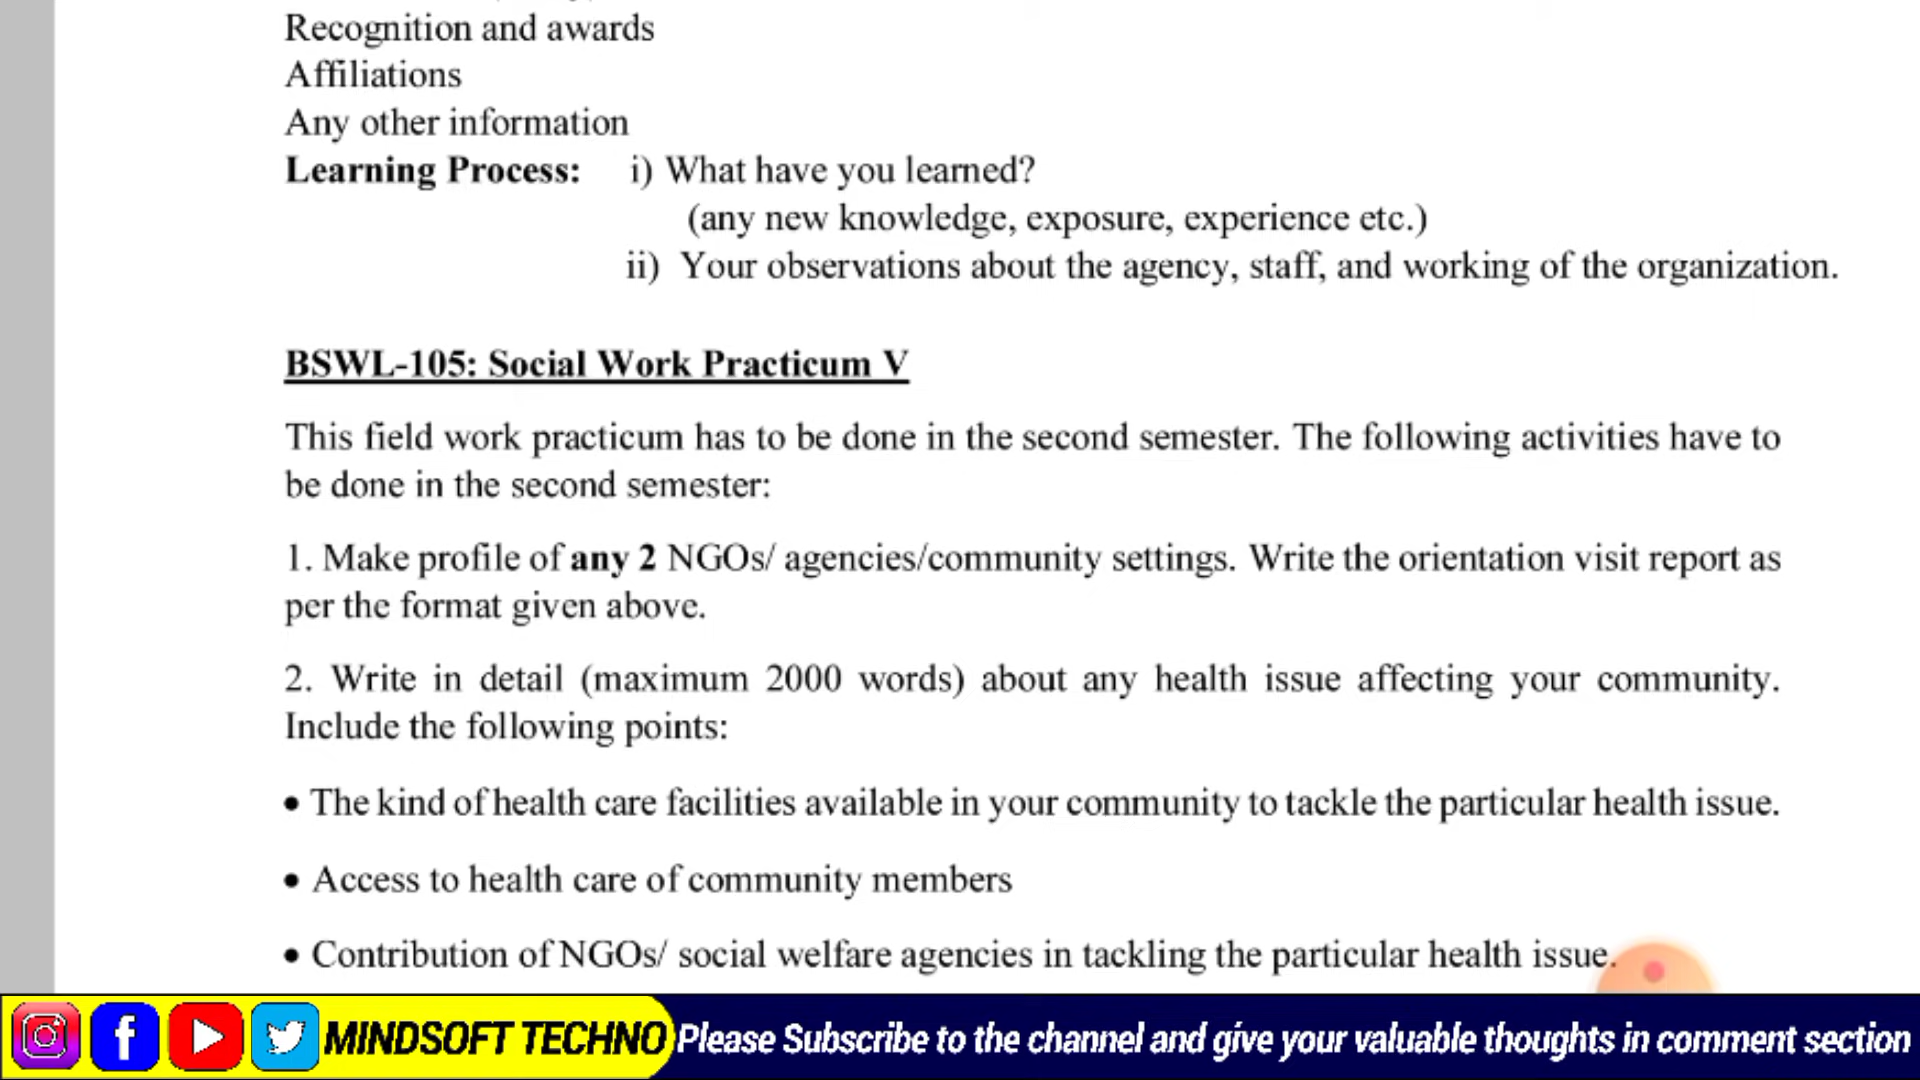 Recognition and awards
Affiliations
Any other information
Learning Process: i) What have you learned?
(any new knowledge, exposure, experience etc.)
ii) Your observations about the agency, staff, and working of the organization.
BSWL-105: Social Work Practicum V
This field work practicum has to be done in the second semester. The following activities have to
be done in the second semester:
1. Make profile of any 2 NGOs/ agencies/community settings. Write the orientation visit report as
per the format given above.
2. Write in detail (maximum 2000 words) about any health issue affecting your community.
Include the following points:
• The kind of health care facilities available in your community to tackle the particular health issue.
• Access to health care of community members
• Contribution of NGOs/ social welfare agencies in tackling the particular health issue.
MINDSOFT TECHNO Please Subscribe to the channel and give your valuable thoughts in comment section